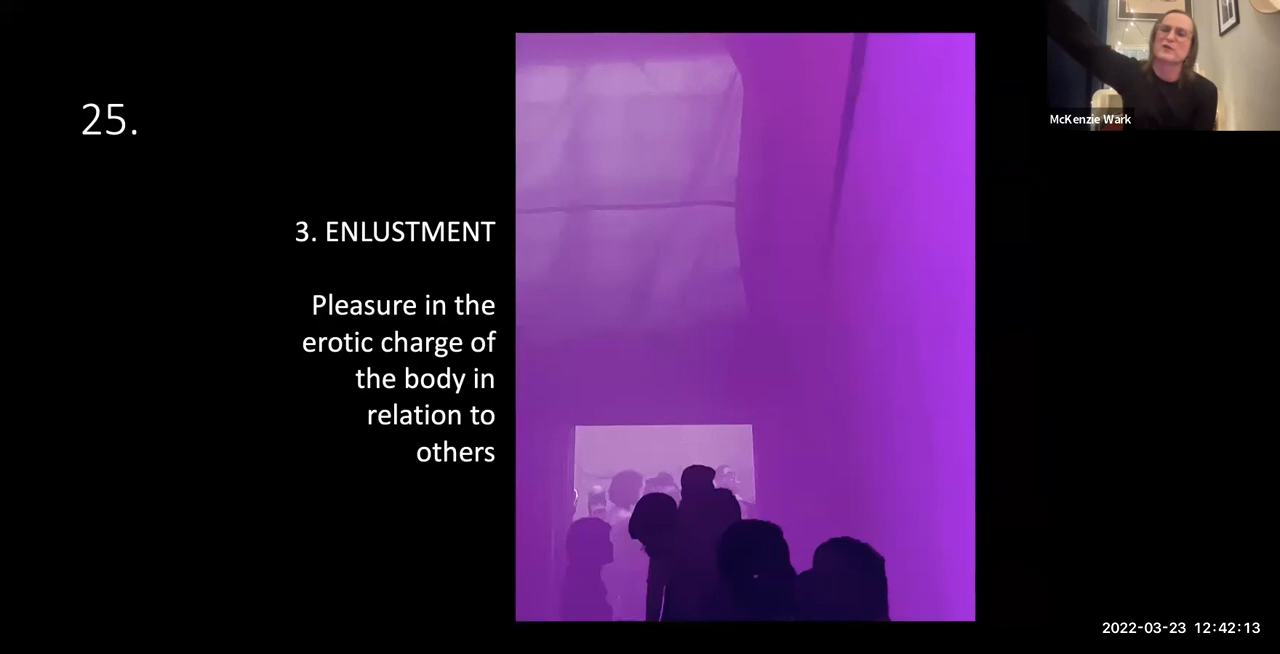 25.
3. ENLUSTMENT
Pleasure in the
erotic charge of
the body in
relation to
others
McKenzie Wark
2022-03-23 12:42:13